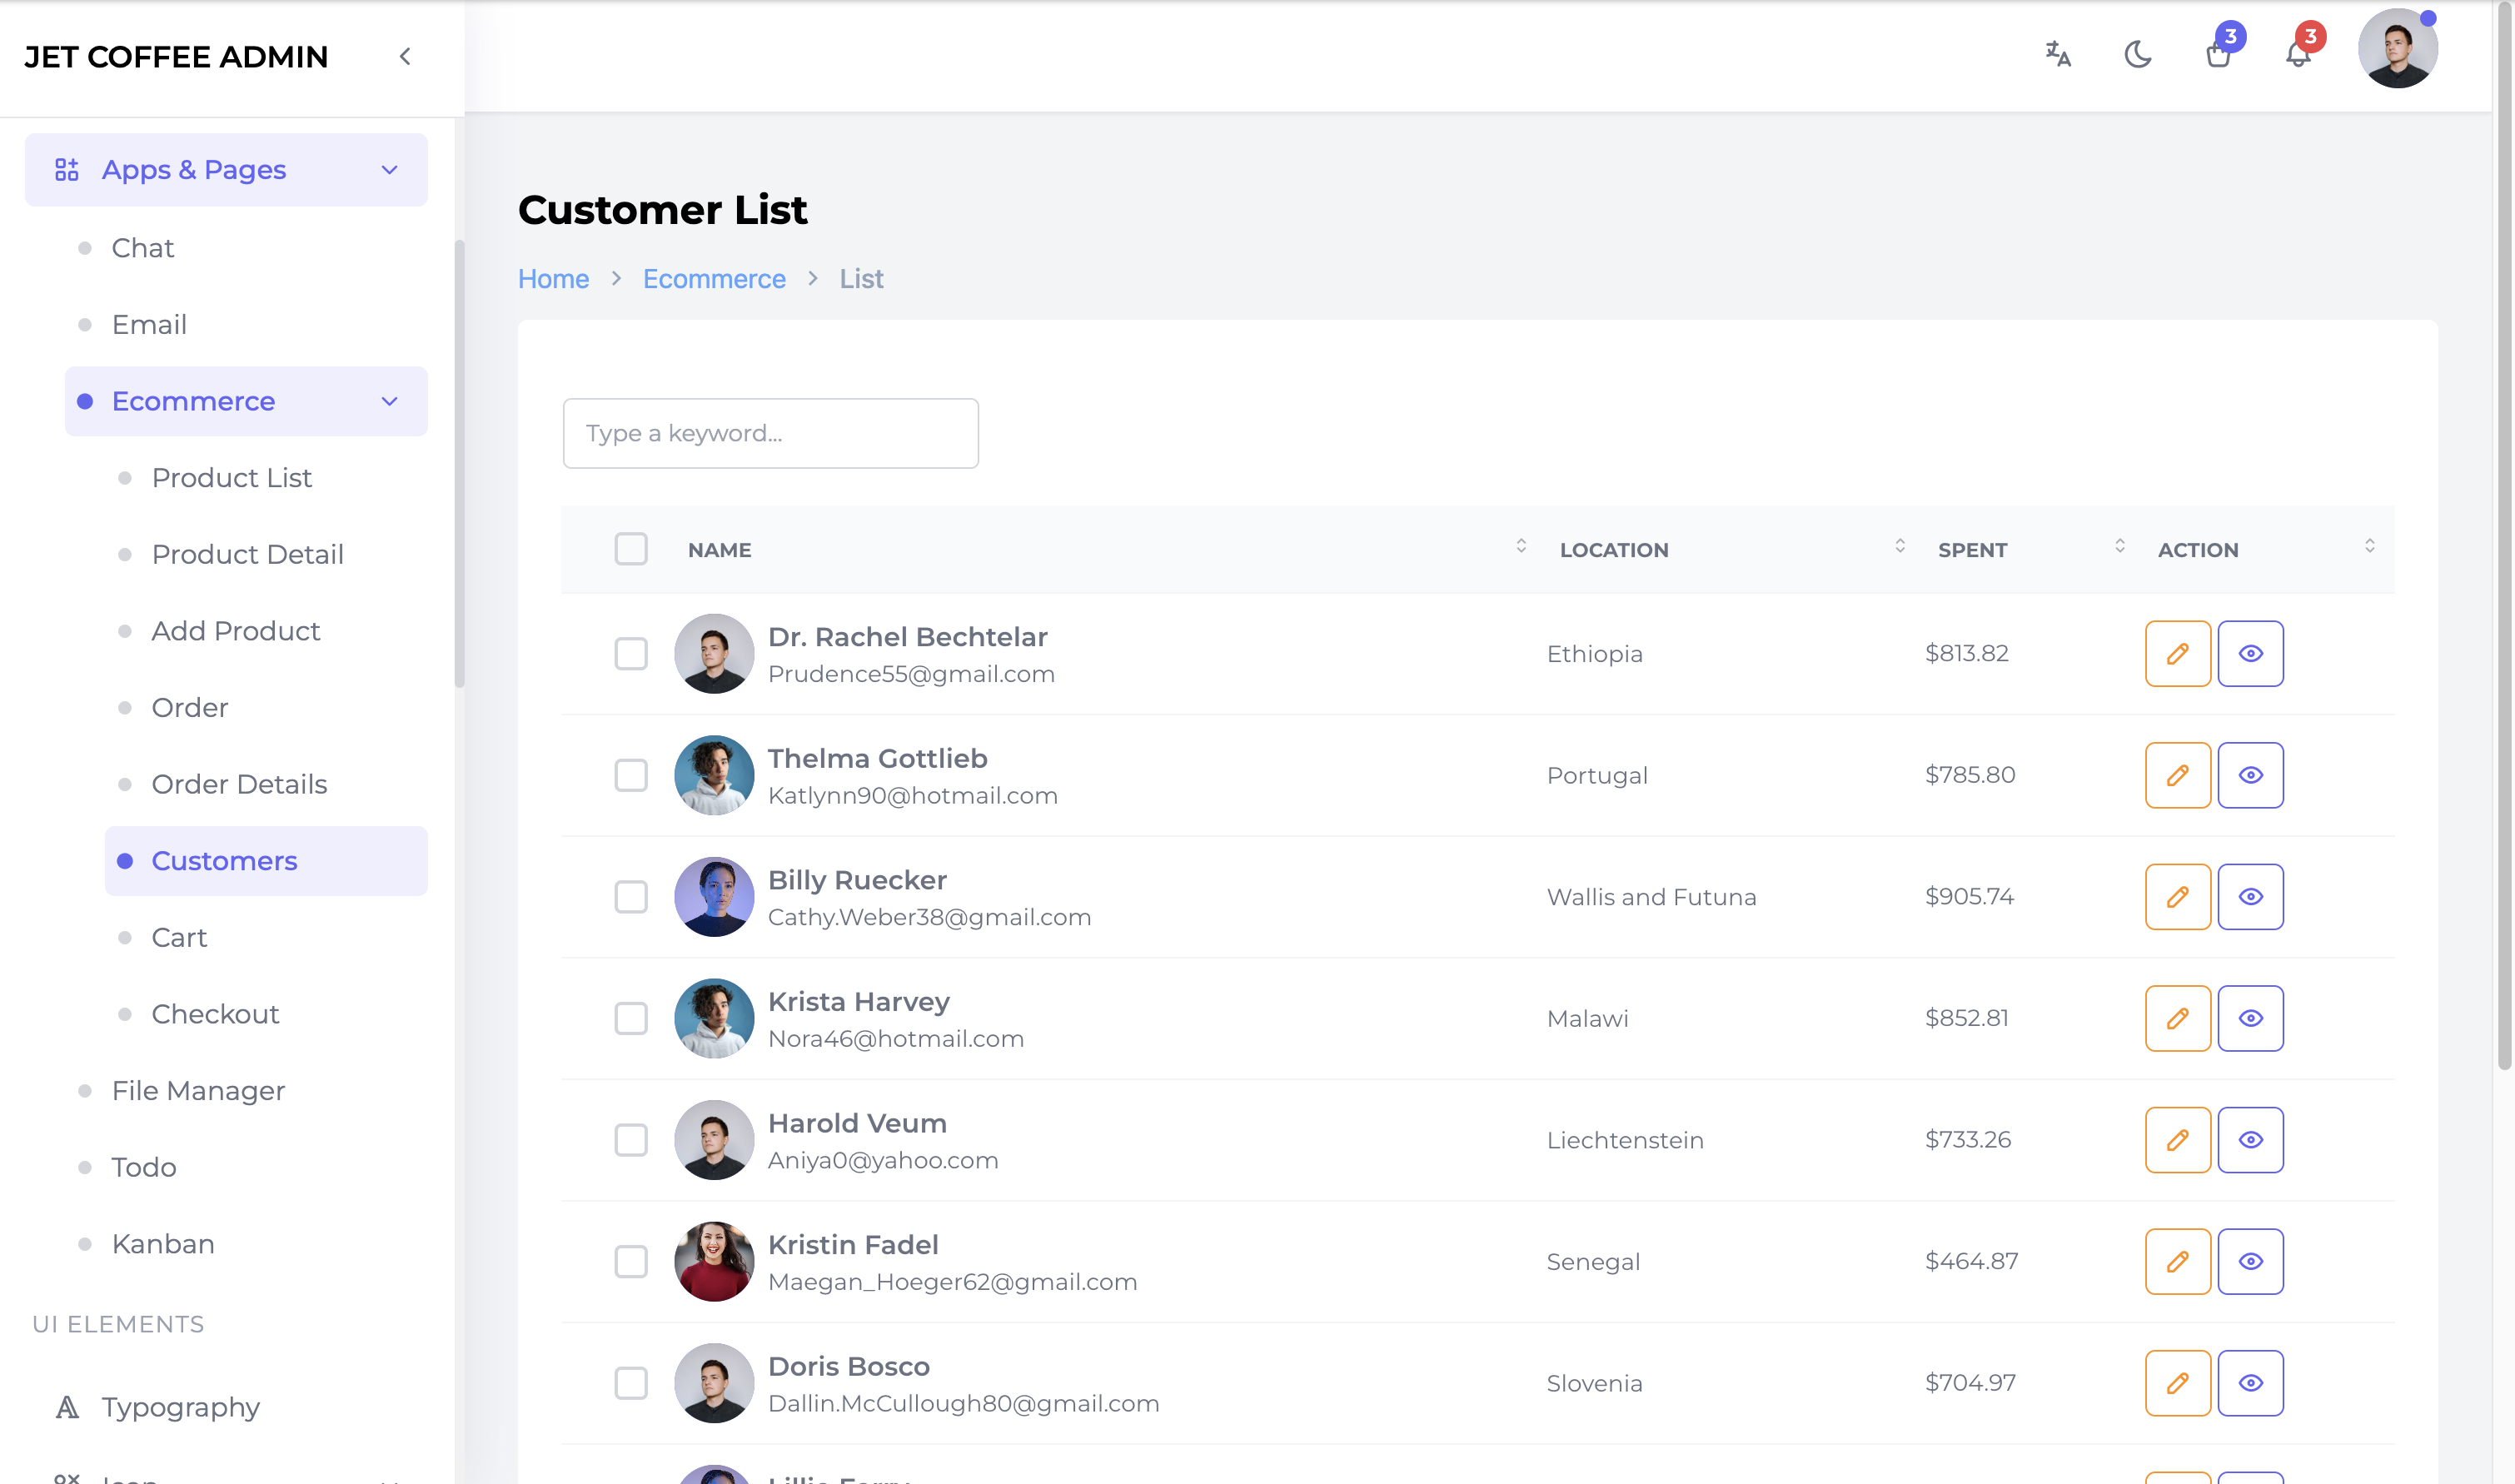 JET COFFEE ADMIN
3
3
Apps & Pages
Chat
Email
Ecommerce
Product List
Product Detail
Add Product
Order
Order Details
Customers
Cart
Checkout
File Manager
Todo
Kanban
UI ELEMENTS
Typography
Customer List
Home > Ecommerce > List
Type a keyword...
NAME LOCATION SPENT ACTION
Dr. Rachel Bechtelar
Prudence55@gmail.com
Ethiopia
$813.82
Thelma Gottlieb
Katlynn90@hotmail.com
Portugal
$785.80
Billy Ruecker
Cathy.Weber38@gmail.com
Wallis and Futuna
$905.74
Krista Harvey
Nora46@hotmail.com
Malawi
$852.81
Harold Veum
Aniya0@yahoo.com
Liechtenstein
$733.26
Kristin Fadel
Maegan_Hoeger62@gmail.com
Senegal
$464.87
Doris Bosco
Dallin.McCullough80@gmail.com
Slovenia
$704.97